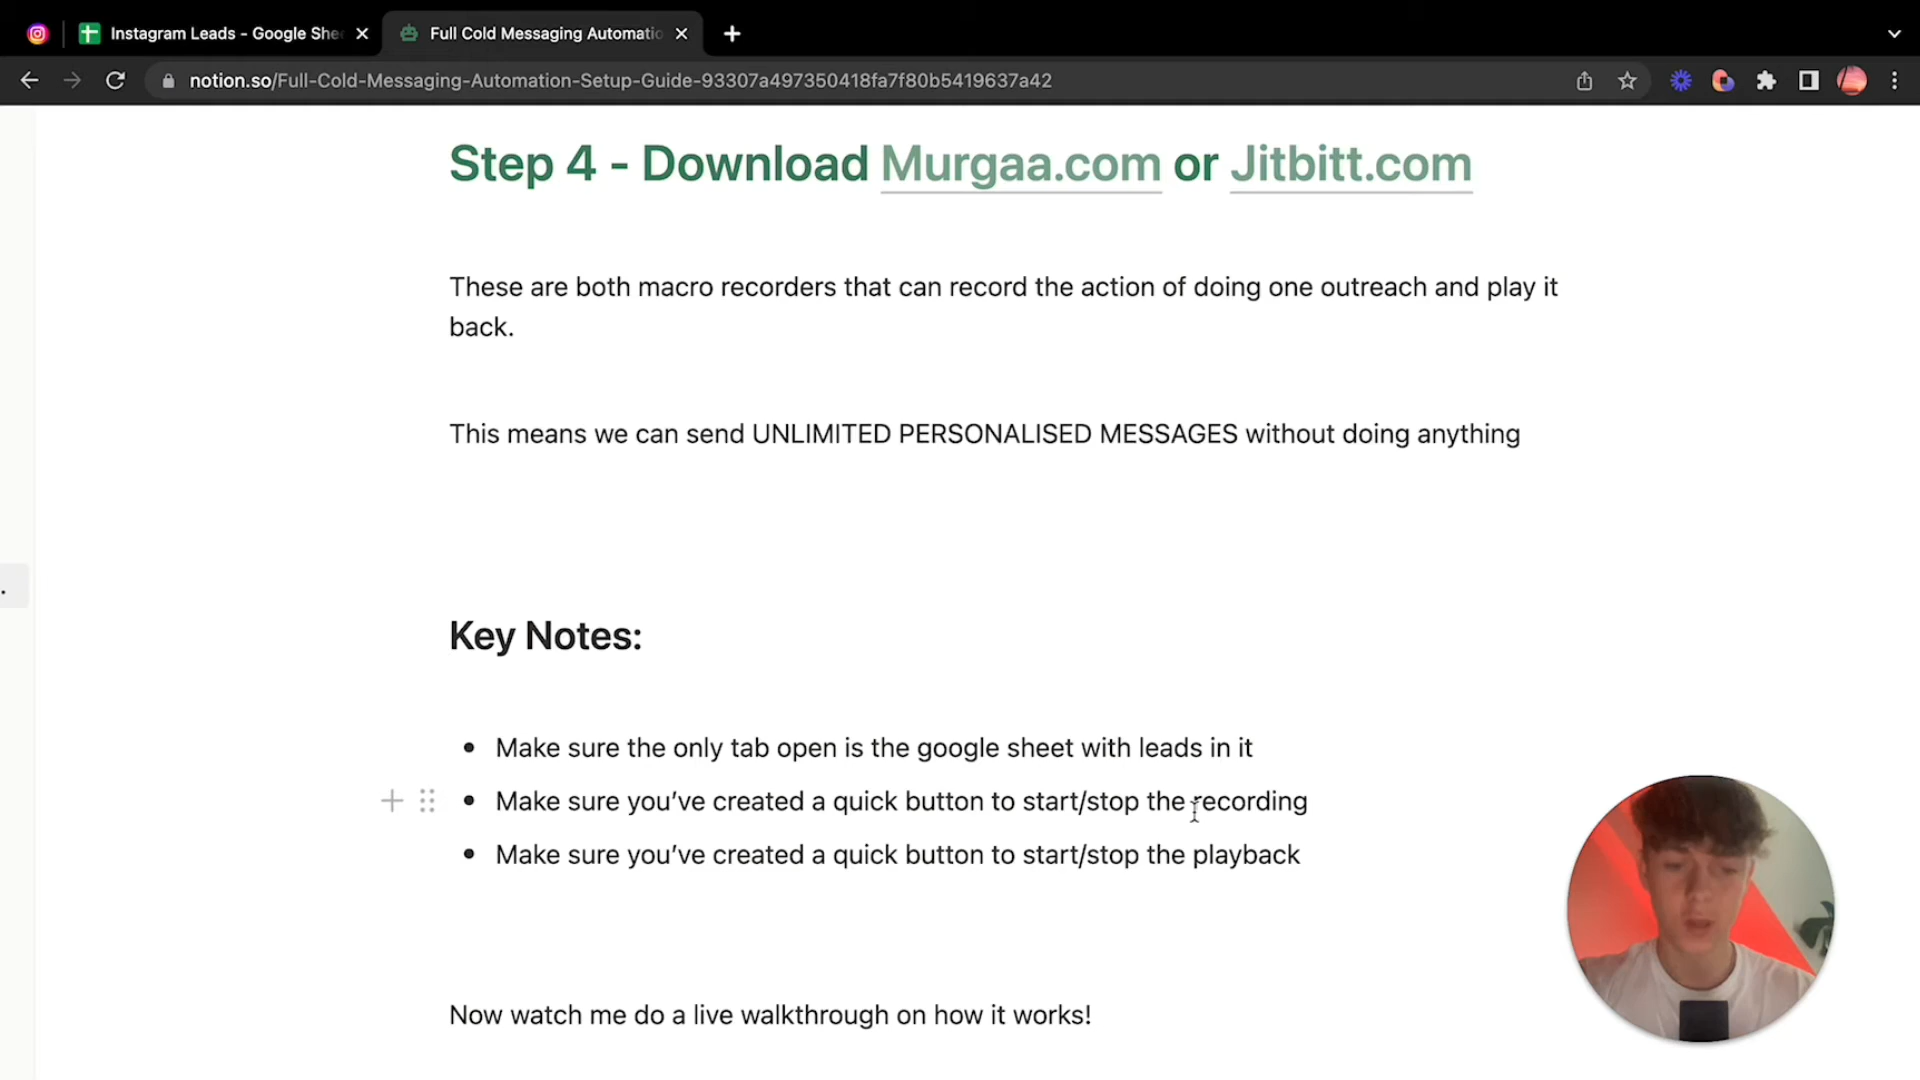 Instagram Leads - Google She
Full Cold Messaging Automatio
notion.so/Full-Cold-Messaging-Automation-Setup-Guide-93307a497350418fa7f80b5419637a42
Step 4 - Download Murgaa.com or Jitbitt.com
These are both macro recorders that can record the action of doing one outreach and play it
back.
This means we can send UNLIMITED PERSONALISED MESSAGES without doing anything
.
Key Notes:
• Make sure the only tab open is the google sheet with leads in it
• Make sure you’ve created a quick button to start/stop the recording
• Make sure you’ve created a quick button to start/stop the playback
Now watch me do a live walkthrough on how it works!